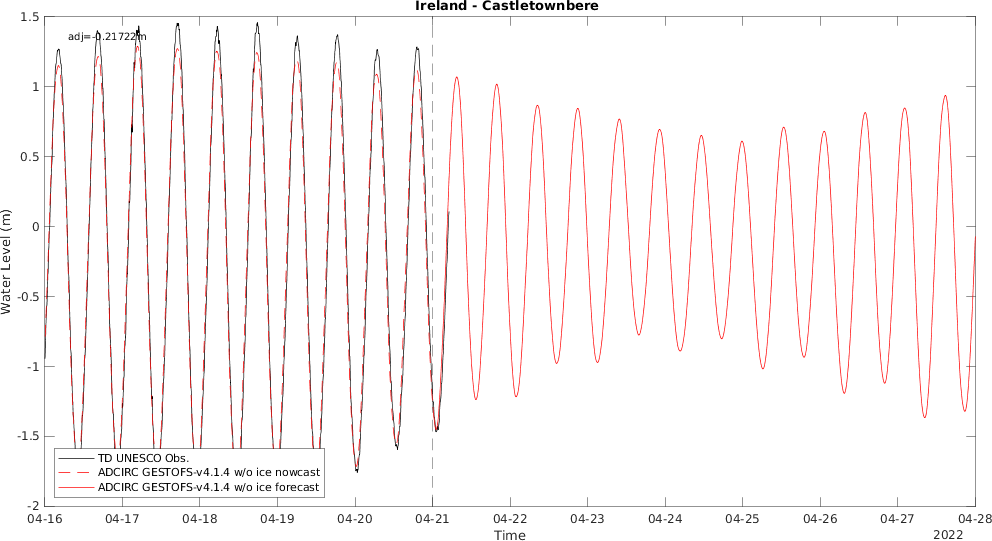 Ireland - Castletownbere
adj=-0.21722m
Water Level (m)
1.5
1
0.5
0
-0.5
-1
-1.5
-2
TD UNESCO Obs.
ADCIRC GESTOFS-v4.1.4 w/o ice nowcast
ADCIRC GESTOFS-v4.1.4 w/o ice forecast
04-16 04-17 04-18 04-19 04-20 04-21 04-22 04-23 04-24 04-25 04-26 04-27 04-28
Time
2022